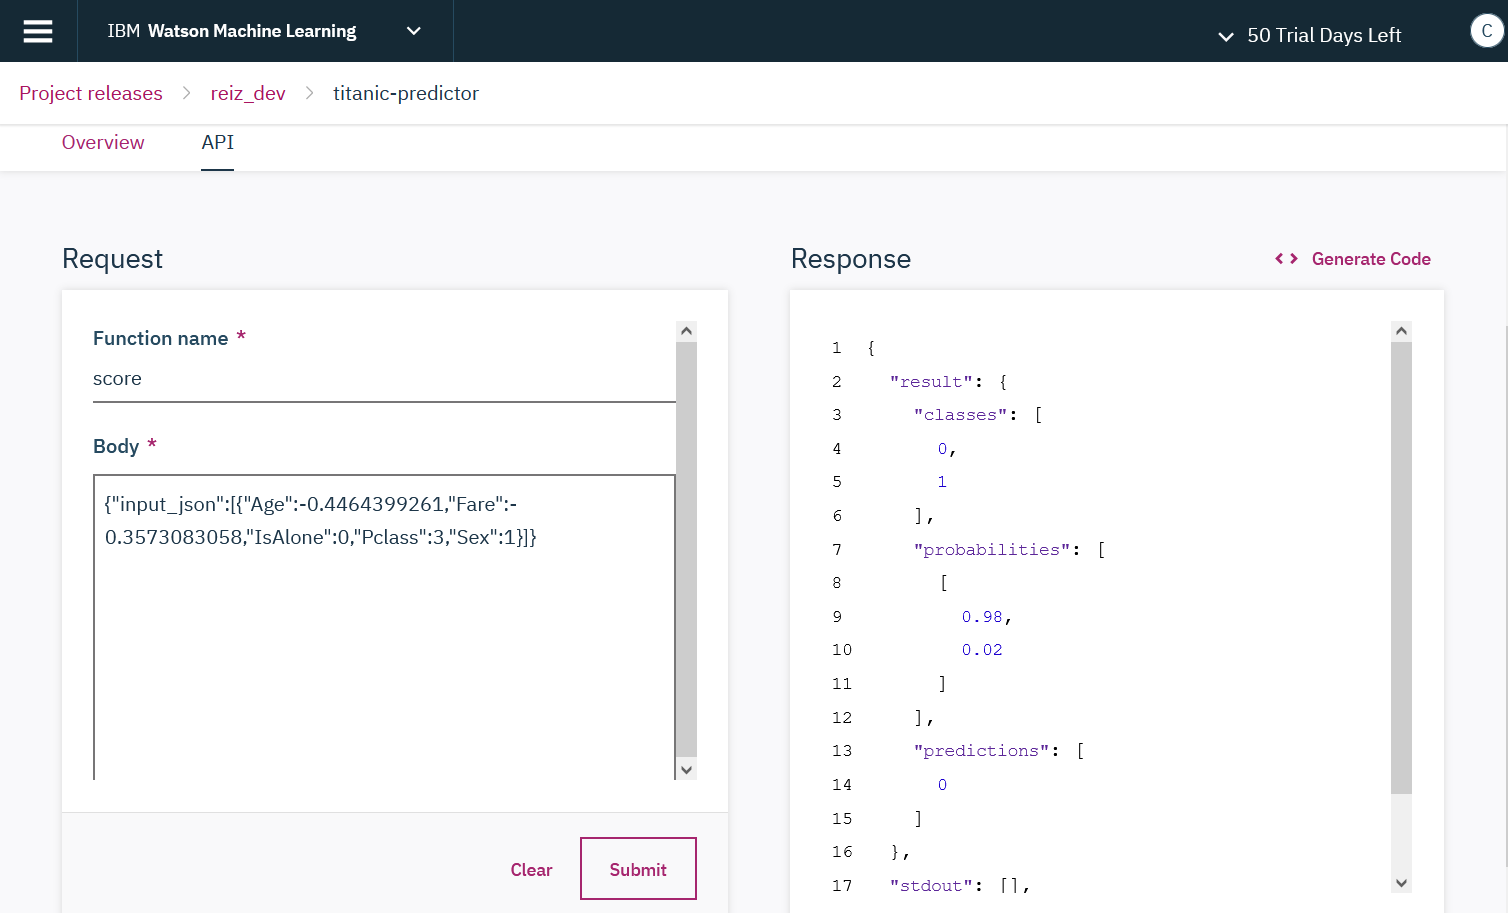 IBM Watson Machine Learning
50 Trial Days Left
C
Project releases > reiz_dev > titanic-predictor
Overview
API
Request
Function name *
score
Body *
{"input_json":[{"Age":-0.4464399261,"Fare":-
0.3573083058,"IsAlone":0,"Pclass":3,"Sex":1}]}
Clear
Submit
Response
<> Generate Code
1 {
2 "result": {
3 "classes": [
4 0,
5 1
6 ],
7 "probabilities": [
8 [
9 0.98,
10 0.02
11 ]
12 ],
13 "predictions": [
14 0
15 ]
16 },
17 "stdout": [],